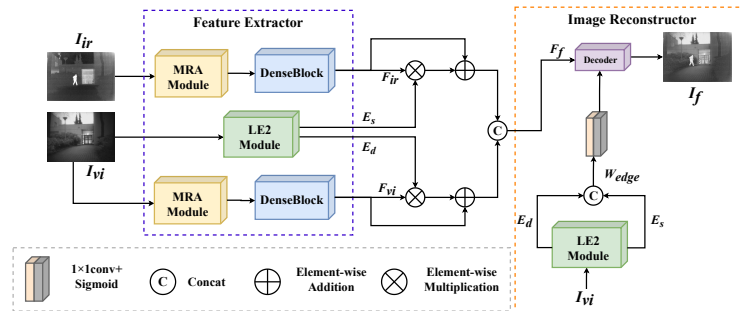 Feature Extractor
Image Reconstructor
I_ir
MRA
Module
DenseBlock
F_ir
F_f
Decoder
I_f
LE2
Module
E_s
E_d
C
I_vi
MRA
Module
DenseBlock
F_vi
W_edge
C
E_d
E_s
LE2
Module
I_vi
1×1conv+
Sigmoid
C
Concat
Element-wise
Addition
Element-wise
Multiplication